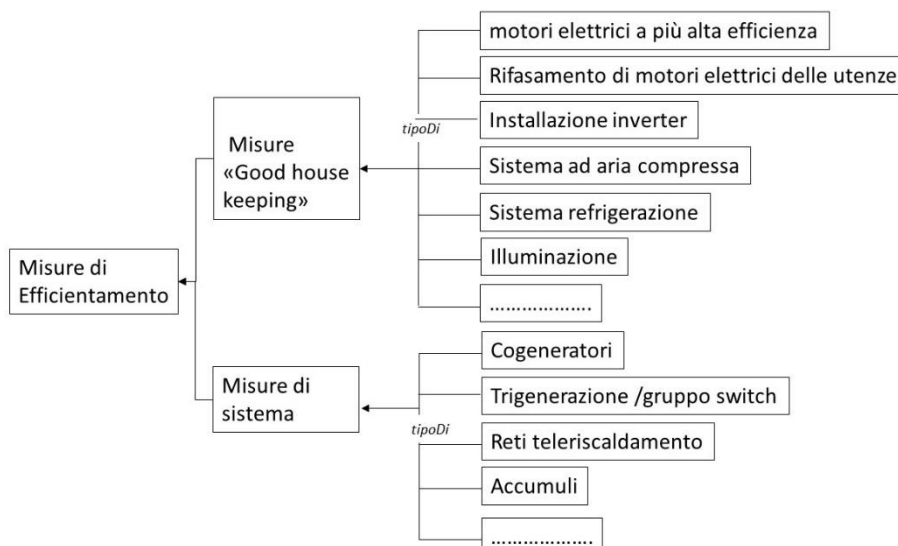 motori elettrici a più alta efficienza
Rifasamento di motori elettrici delle utenze
tipoDi
Installazione inverter
Misure
«Good house
keeping»
Sistema ad aria compressa
Sistema refrigerazione
Illuminazione
……………….
Misure di
Efficientamento
Cogeneratori
Misure di
sistema
Trigenerazione /gruppo switch
tipoDi
Reti teleriscaldamento
Accumuli
……………….